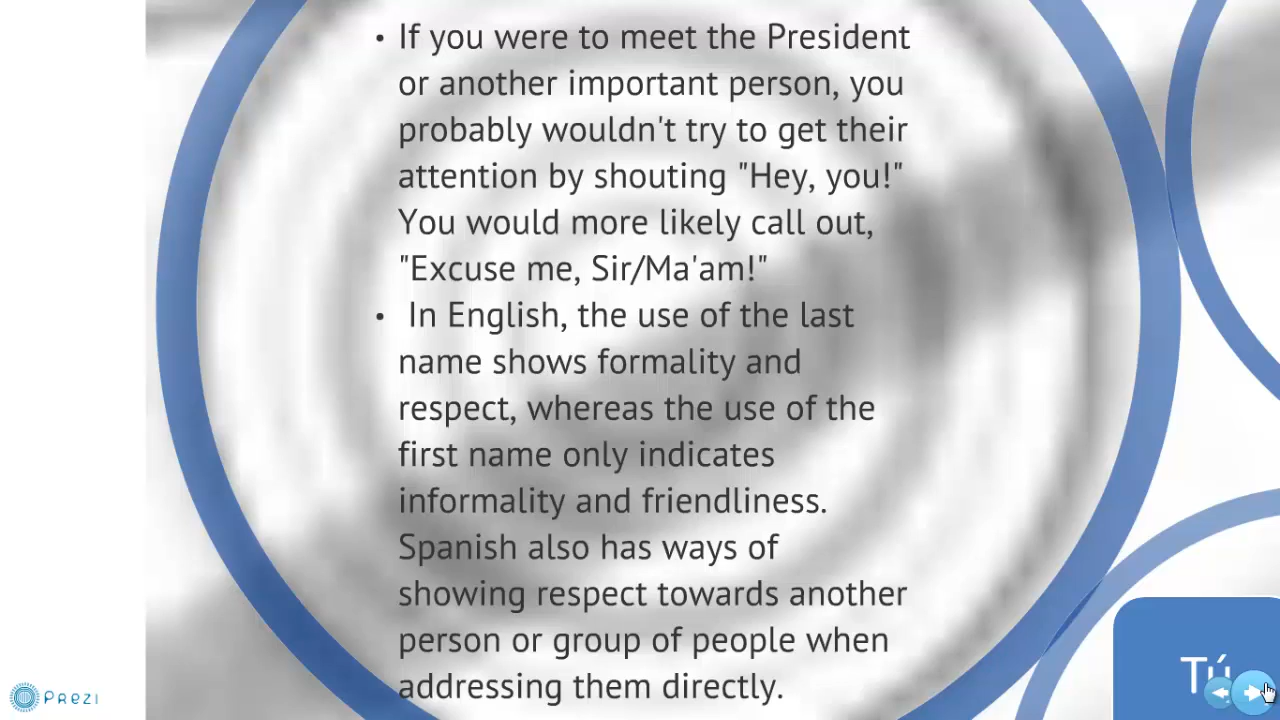 • If you were to meet the President
or another important person, you
probably wouldn't try to get their
attention by shouting "Hey, you!"
You would more likely call out,
"Excuse me, Sir/Ma'am!"
• In English, the use of the last
name shows formality and
respect, whereas the use of the
first name only indicates
informality and friendliness.
Spanish also has ways of
showing respect towards another
person or group of people when
addressing them directly.
Tú
Prezi